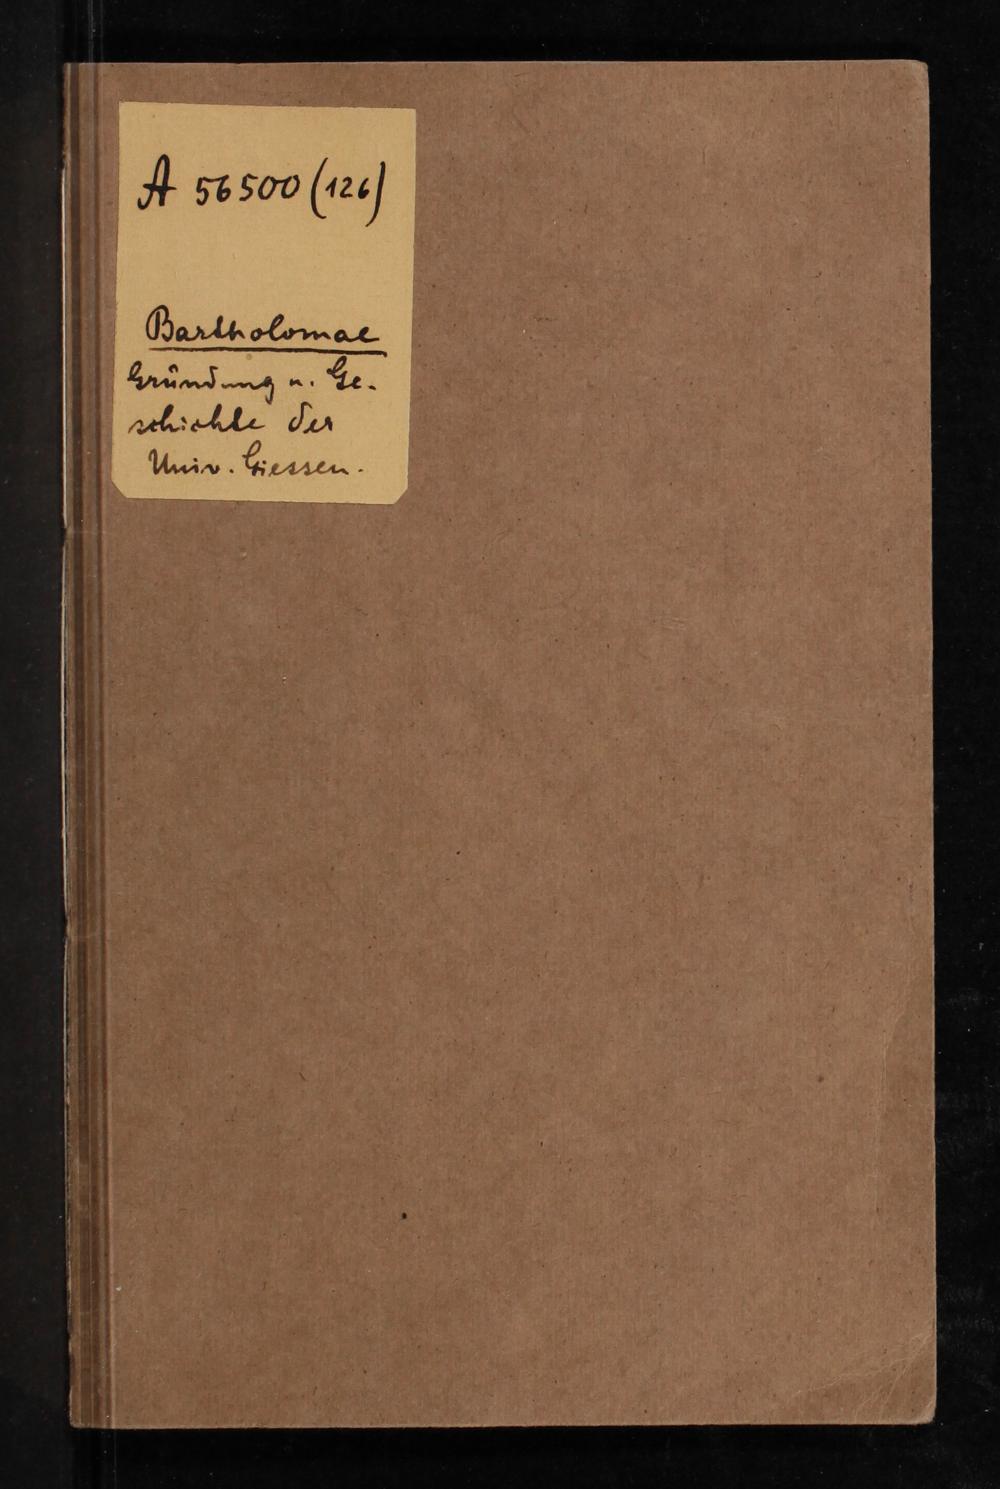 A 56500 (126)
Bartholomae
Gründung u. Ge-
schichte der
Univ. Giessen.